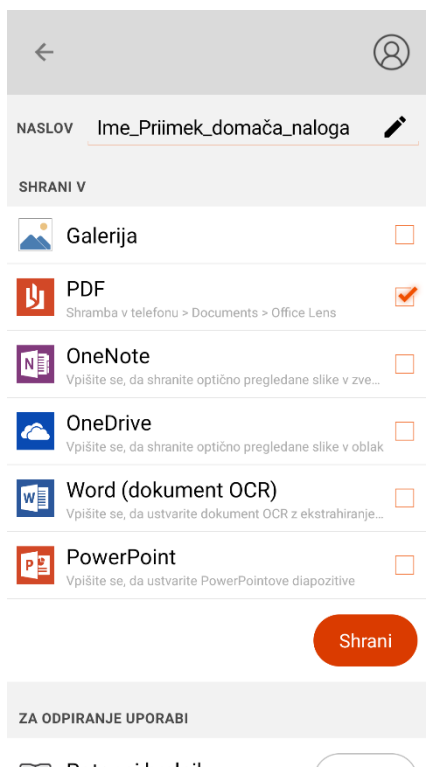 NASLOV Ime_Priimek_domača_naloga
SHRANI V
Galerija
PDF
Shramba v telefonu > Documents > Office Lens
OneNote
Vpišite se, da shranite optično pregledane slike v zve...
OneDrive
Vpišite se, da shranite optično pregledane slike v oblak
Word (dokument OCR)
Vpišite se, da ustvarite dokument OCR z ekstrahiranje...
PowerPoint
Vpišite se, da ustvarite PowerPointove diapozitive
Shrani
ZA ODPIRANJE UPORABI